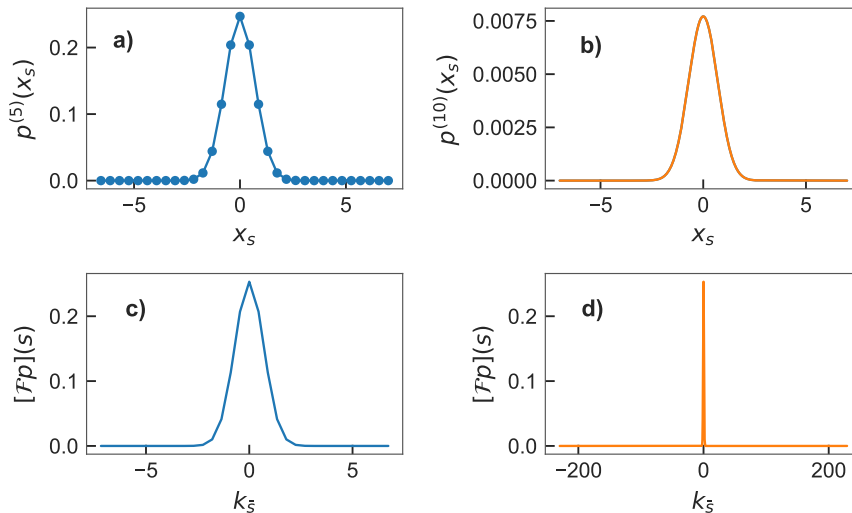 a)
0.2
0.1
0.0
p^{(5)}(x_s)
−5 0 5
x_s
b)
0.0075
0.0050
0.0025
0.0000
p^{(10)}(x_s)
−5 0 5
x_s
c)
0.2
0.1
0.0
[ℱp](s)
−5 0 5
k_{s̄}
d)
0.2
0.1
0.0
[ℱp](s)
−200 0 200
k_{s̄}